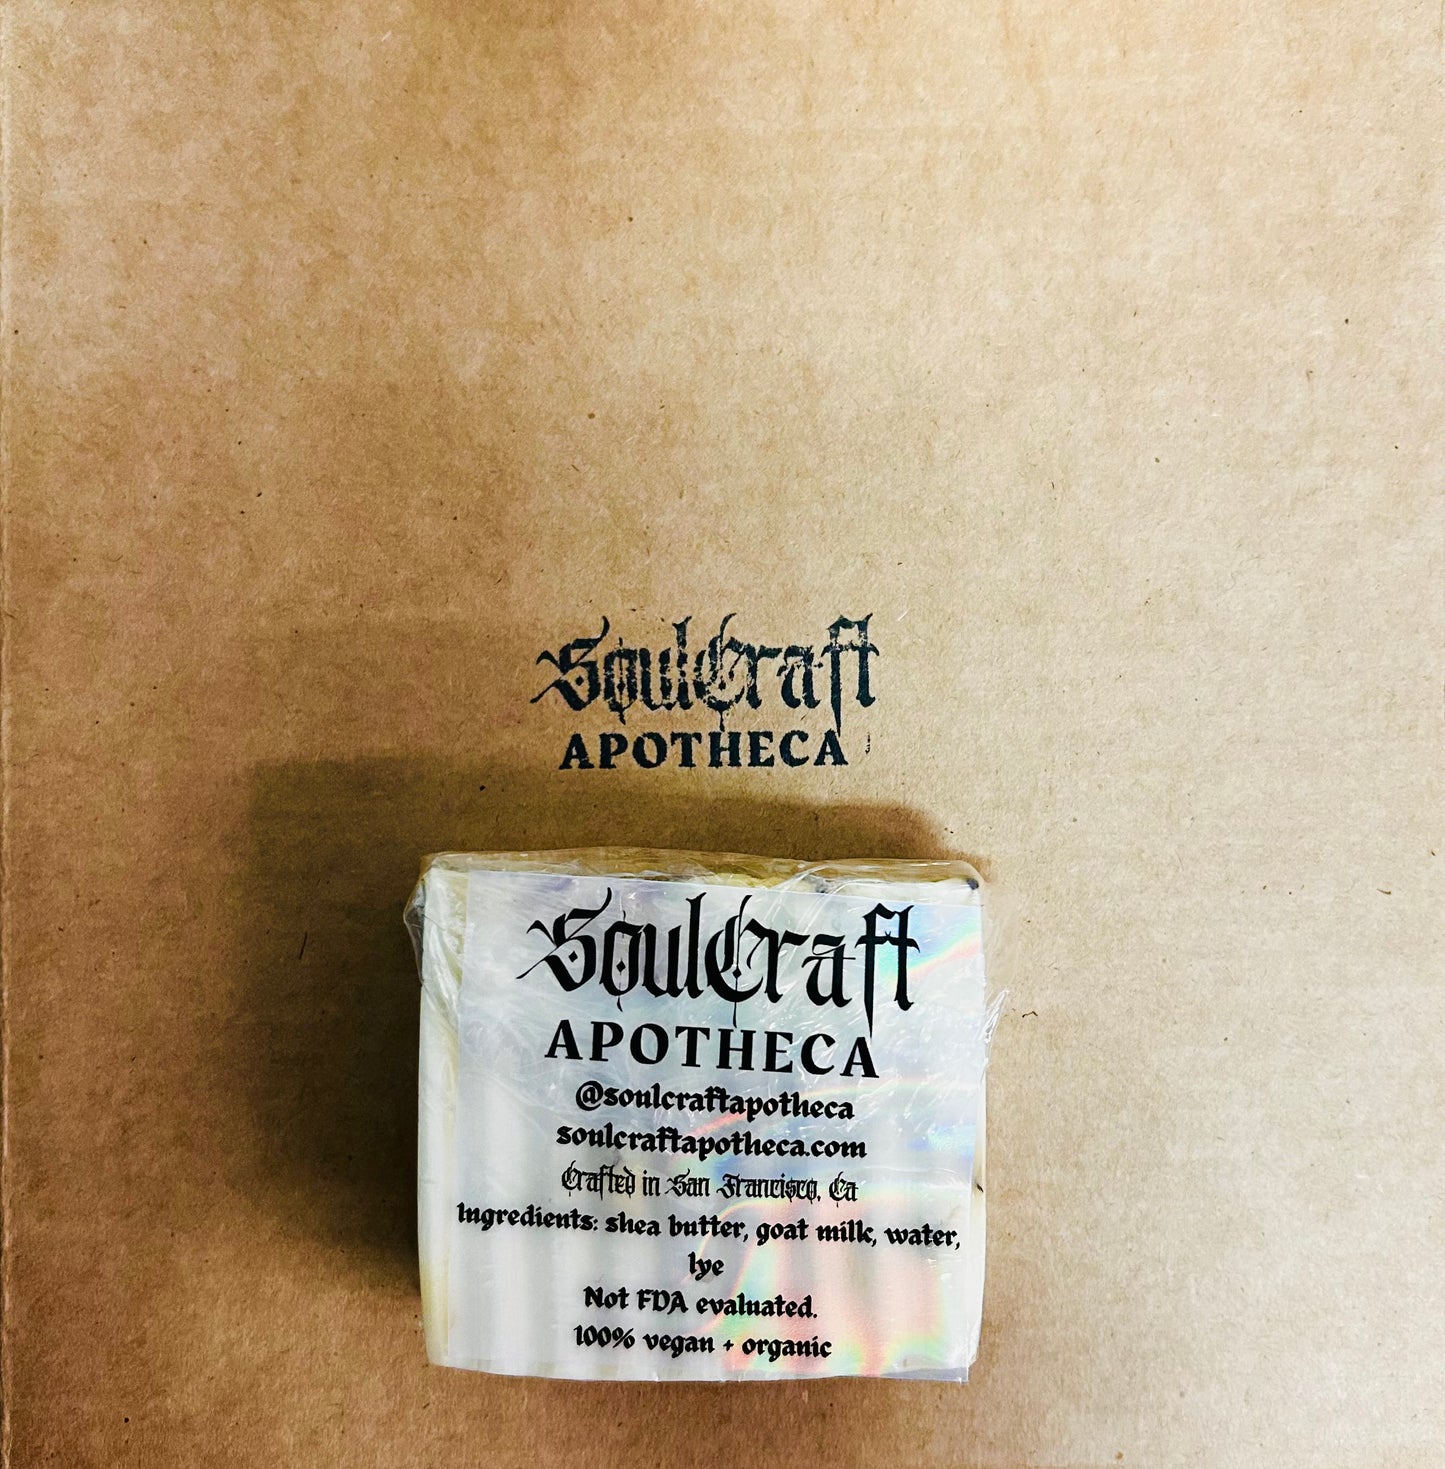 SoulCraft
APOTHECA
SoulCraft
APOTHECA
@soulcraftapotheca
soulcraftapotheca.com
Crafted in San Francisco, Ca
Ingredients: shea butter, goat milk, water,
lye
Not FDA evaluated.
100% vegan + organic